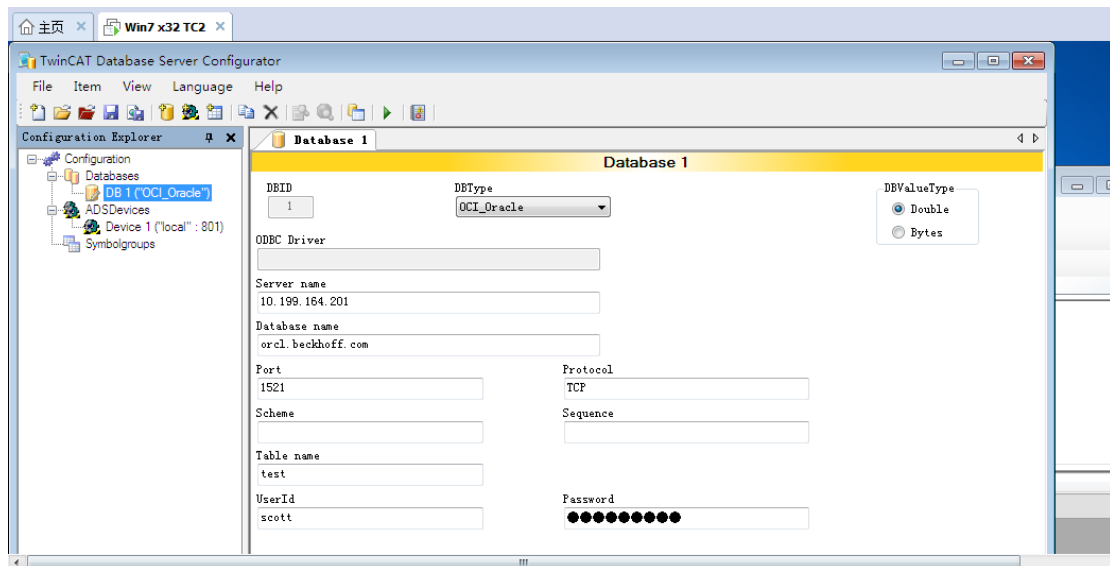 主页
Win7 x32 TC2
TwinCAT Database Server Configurator
File Item View Language Help
Configuration Explorer
Database 1
Configuration
Databases
DB 1 ("OCI_Oracle")
ADSDevices
Device 1 ("local" : 801)
Symbolgroups
Database 1
DBID
DBType
DBValueType
1
OCI_Oracle
Double
Bytes
ODBC Driver
Server name
10.199.164.201
Database name
orcl.beckhoff.com
Port
Protocol
1521
TCP
Scheme
Sequence
Table name
test
UserId
Password
scott
●●●●●●●●●